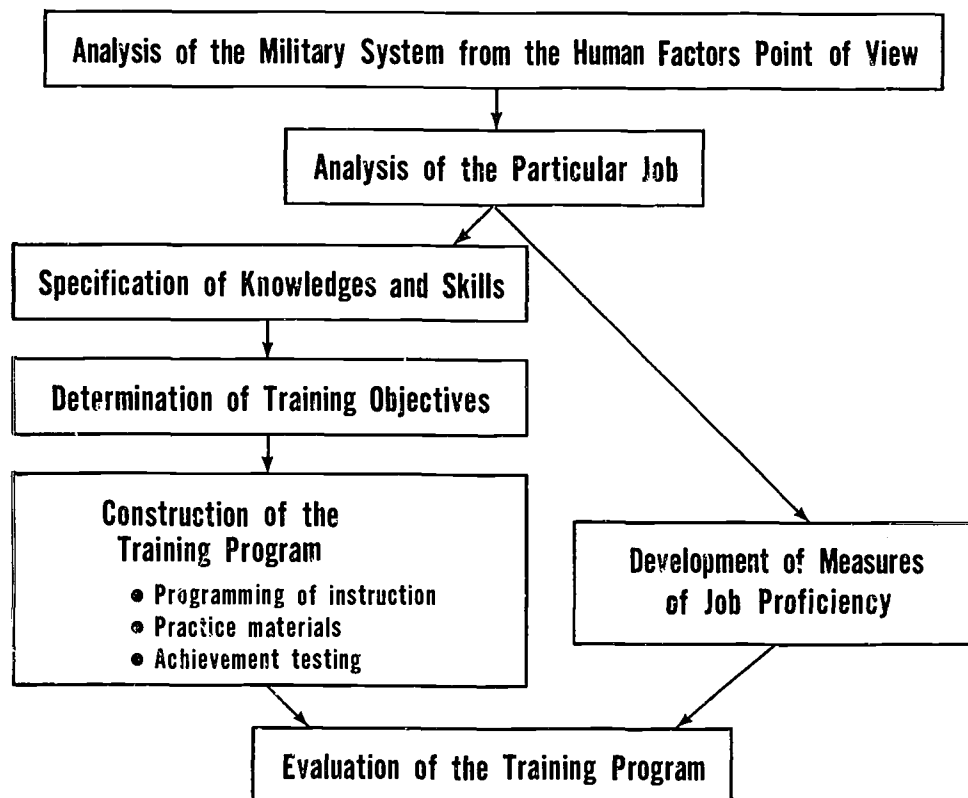 Analysis of the Military System from the Human Factors Point of View
Analysis of the Particular Job
Specification of Knowledges and Skills
Determination of Training Objectives
Construction of the
Training Program
• Programming of instruction
• Practice materials
• Achievement testing
Development of Measures
of Job Proficiency
Evaluation of the Training Program